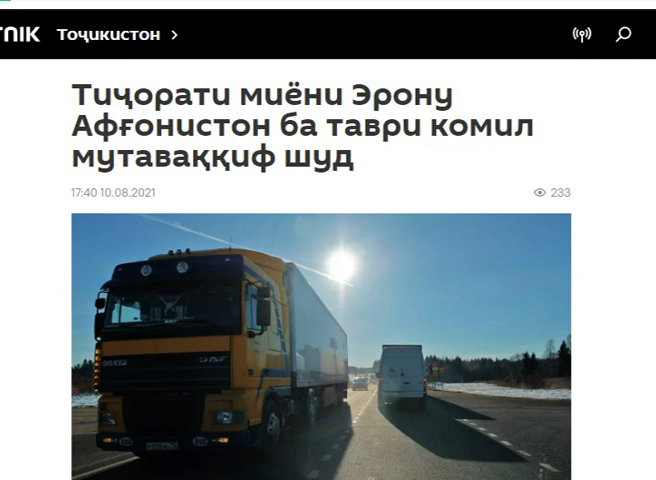 TNIK Тоҷикистон
Тиҷорати миёни Эрону
Афғонистон ба таври комил
мутаваққиф шуд
17:40 10.08.2021 233
DAF